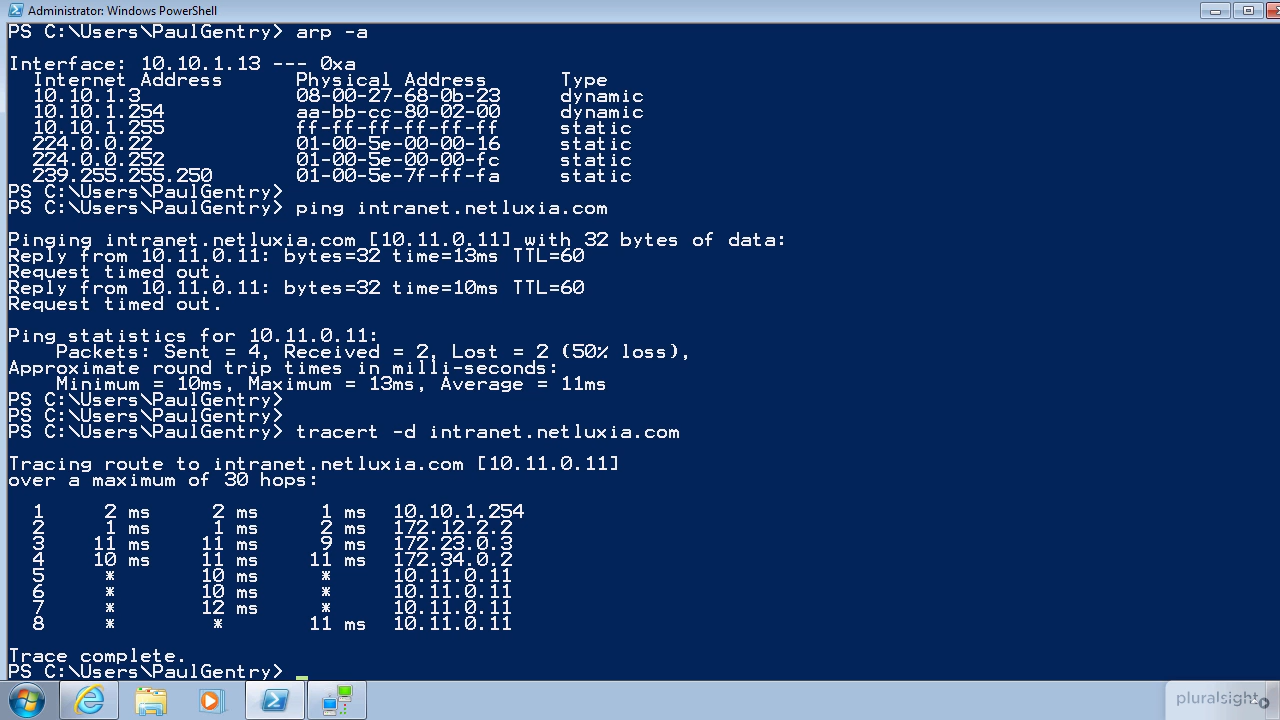 Administrator: Windows PowerShell
PS C:\Users\PaulGentry> arp -a
Interface: 10.10.1.13 --- 0xa
  Internet Address      Physical Address      Type
  10.10.1.3             08-00-27-68-0b-23     dynamic
  10.10.1.254           aa-bb-cc-80-02-00     dynamic
  10.10.1.255           ff-ff-ff-ff-ff-ff     static
  224.0.0.22            01-00-5e-00-00-16     static
  224.0.0.252           01-00-5e-00-00-fc     static
  239.255.255.250       01-00-5e-7f-ff-fa     static
PS C:\Users\PaulGentry>
PS C:\Users\PaulGentry> ping intranet.netluxia.com
Pinging intranet.netluxia.com [10.11.0.11] with 32 bytes of data:
Reply from 10.11.0.11: bytes=32 time=13ms TTL=60
Request timed out.
Reply from 10.11.0.11: bytes=32 time=10ms TTL=60
Request timed out.
Ping statistics for 10.11.0.11:
    Packets: Sent = 4, Received = 2, Lost = 2 (50% loss),
Approximate round trip times in milli-seconds:
    Minimum = 10ms, Maximum = 13ms, Average = 11ms
PS C:\Users\PaulGentry>
PS C:\Users\PaulGentry>
PS C:\Users\PaulGentry> tracert -d intranet.netluxia.com
Tracing route to intranet.netluxia.com [10.11.0.11]
over a maximum of 30 hops:
  1     2 ms     2 ms     1 ms  10.10.1.254
  2     1 ms     1 ms     2 ms  172.12.2.2
  3    11 ms    11 ms     9 ms  172.23.0.3
  4    10 ms    11 ms    11 ms  172.34.0.2
  5     *       10 ms     *     10.11.0.11
  6     *       10 ms     *     10.11.0.11
  7     *       12 ms     *     10.11.0.11
  8     *        *       11 ms  10.11.0.11
Trace complete.
PS C:\Users\PaulGentry>
pluralsight